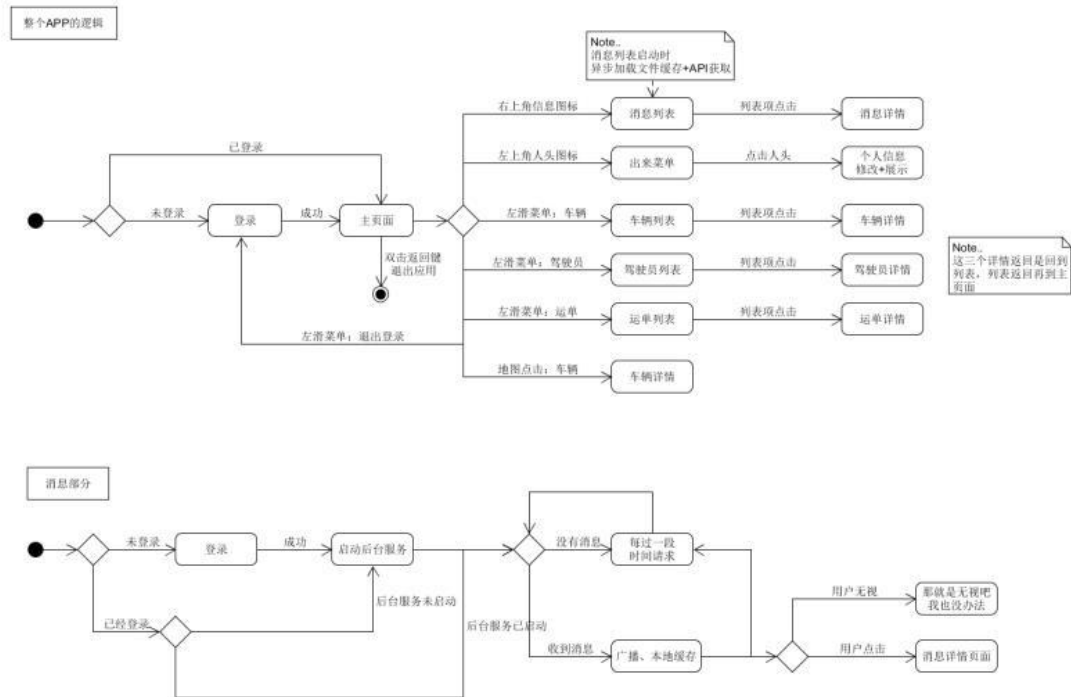 整个APP的逻辑
Note..
消息列表启动时
异步加载文件缓存+API获取
右上角信息图标
消息列表
列表项点击
消息详情
已登录
左上角人头图标
出来菜单
点击人头
个人信息
修改+展示
未登录
登录
成功
主页面
左滑菜单：车辆
车辆列表
列表项点击
车辆详情
双击返回键
退出应用
左滑菜单：驾驶员
驾驶员列表
列表项点击
驾驶员详情
Note..
这三个详情返回是回到
列表，列表返回再到主
页面
左滑菜单：运单
运单列表
列表项点击
运单详情
左滑菜单：退出登录
地图点击：车辆
车辆详情
消息部分
未登录
登录
成功
启动后台服务
没有消息
每过一段
时间请求
后台服务未启动
已经登录
后台服务已启动
收到消息
广播、本地缓存
用户无视
那就是无视吧
我也没办法
用户点击
消息详情页面